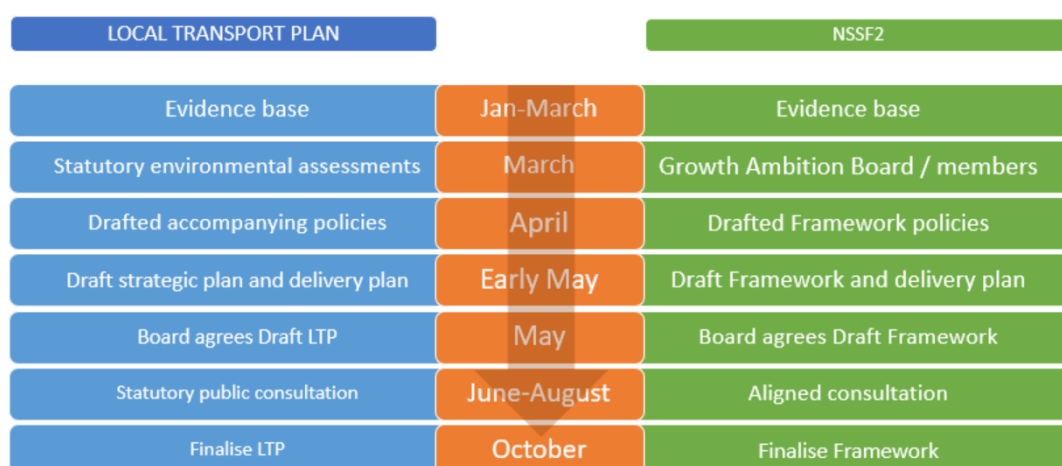 LOCAL TRANSPORT PLAN
NSSF2
Evidence base
Jan-March
Evidence base
Statutory environmental assessments
March
Growth Ambition Board / members
Drafted accompanying policies
April
Drafted Framework policies
Draft strategic plan and delivery plan
Early May
Draft Framework and delivery plan
Board agrees Draft LTP
May
Board agrees Draft Framework
Statutory public consultation
June-August
Aligned consultation
Finalise LTP
October
Finalise Framework